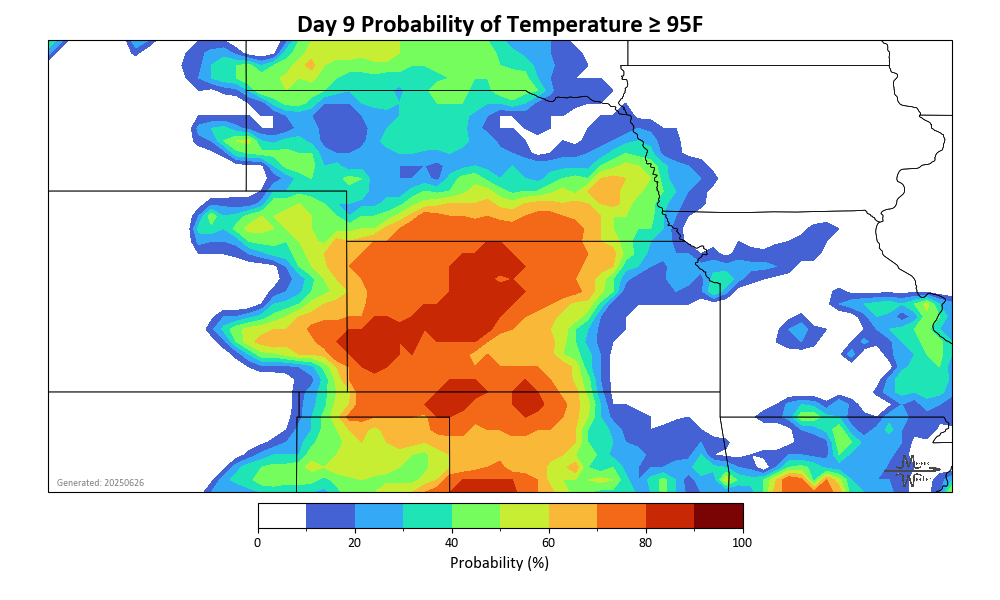 Day 9 Probability of Temperature ≥ 95F
Generated: 20250626
0 20 40 60 80 100
Probability (%)